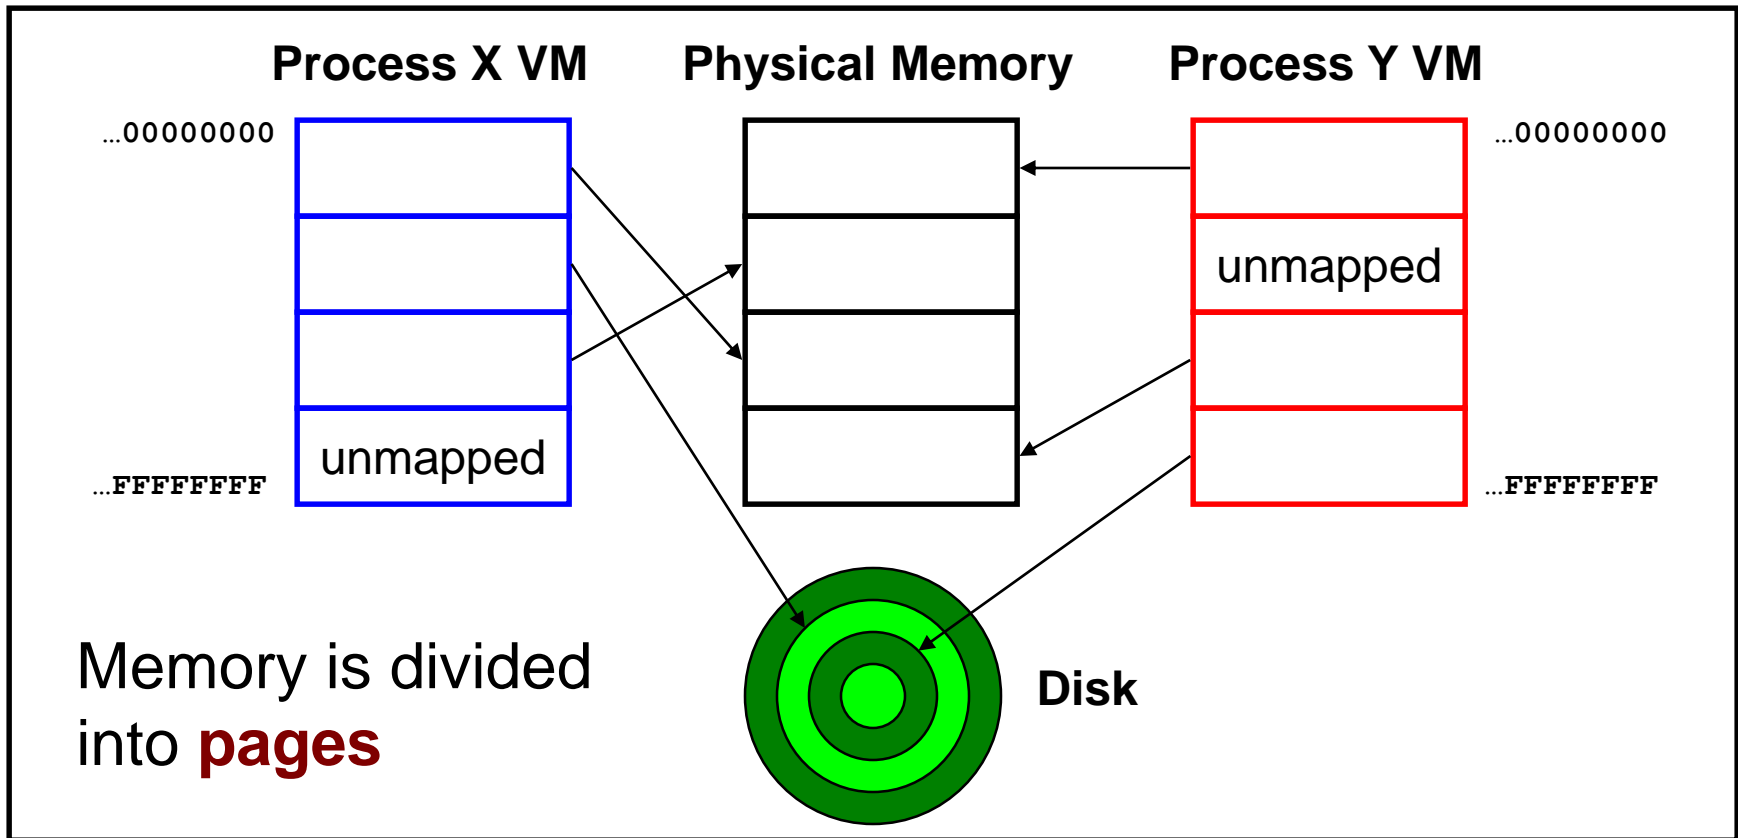 Process X VM
Physical Memory
Process Y VM
...00000000
...00000000
unmapped
unmapped
...FFFFFFFF
...FFFFFFFF
Memory is divided
into pages
Disk